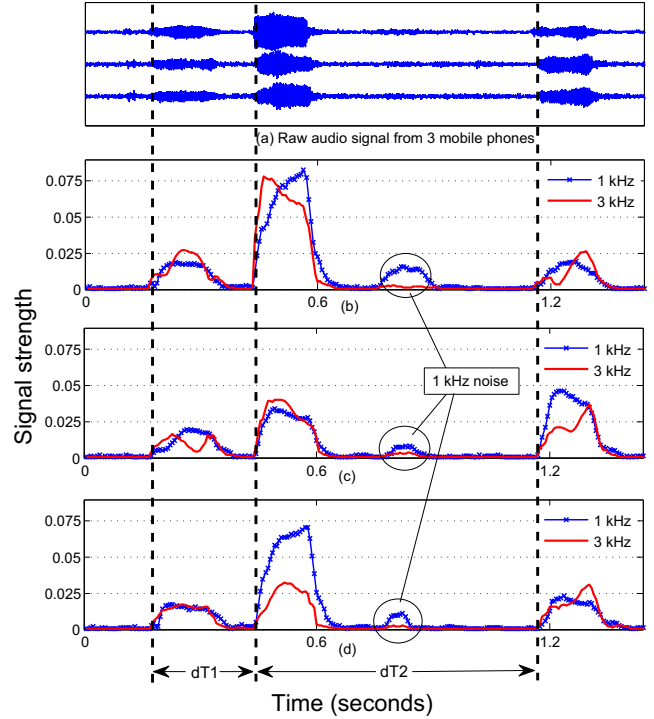 (a) Raw audio signal from 3 mobile phones
0.075
0.05
0.025
0
1 kHz
3 kHz
0
0.6
1.2
(b)
0.075
0.05
0.025
0
1 kHz
3 kHz
0
0.6
1.2
(c)
1 kHz noise
0.075
0.05
0.025
0
1 kHz
3 kHz
0
0.6
1.2
(d)
Signal strength
dT1
dT2
Time (seconds)